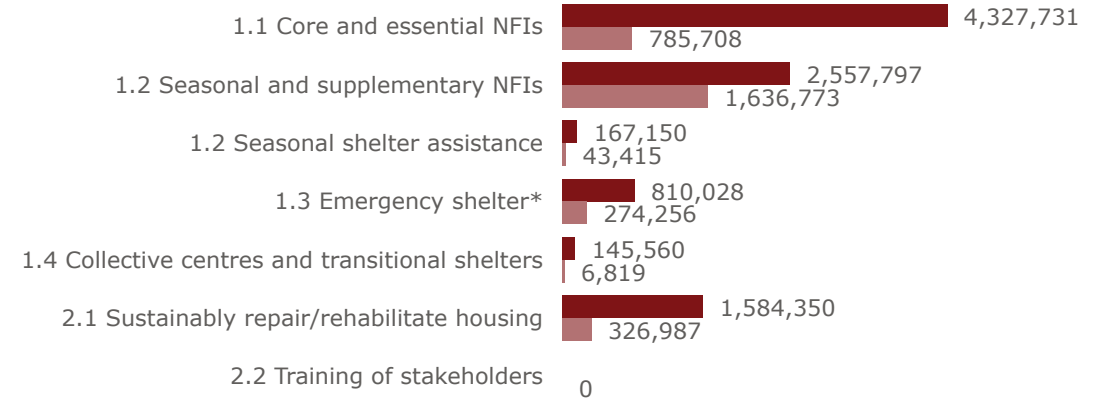 1.1 Core and essential NFIs
4,327,731
785,708
1.2 Seasonal and supplementary NFIs
2,557,797
1,636,773
1.2 Seasonal shelter assistance
167,150
43,415
1.3 Emergency shelter*
810,028
274,256
1.4 Collective centres and transitional shelters
145,560
6,819
2.1 Sustainably repair/rehabilitate housing
1,584,350
326,987
2.2 Training of stakeholders
0